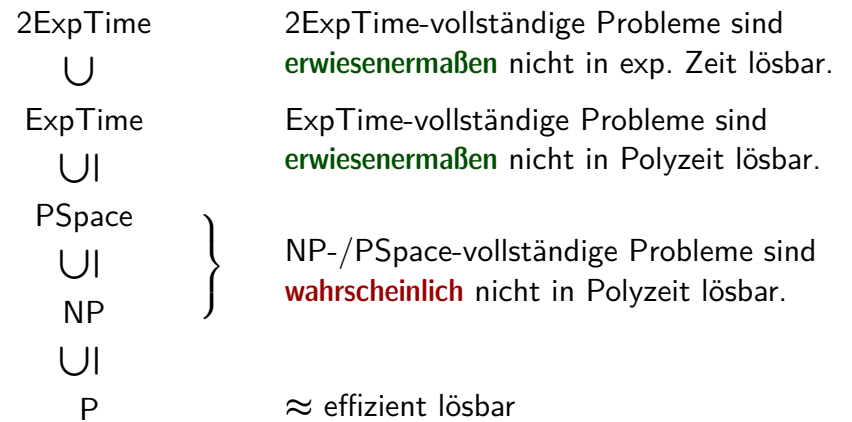 2ExpTime 2ExpTime-vollständige Probleme sind
∪ erwiesenermaßen nicht in exp. Zeit lösbar.
ExpTime ExpTime-vollständige Probleme sind
∪| erwiesenermaßen nicht in Polyzeit lösbar.
PSpace
∪| NP-/PSpace-vollständige Probleme sind
NP wahrscheinlich nicht in Polyzeit lösbar.
∪|
P ≈ effizient lösbar